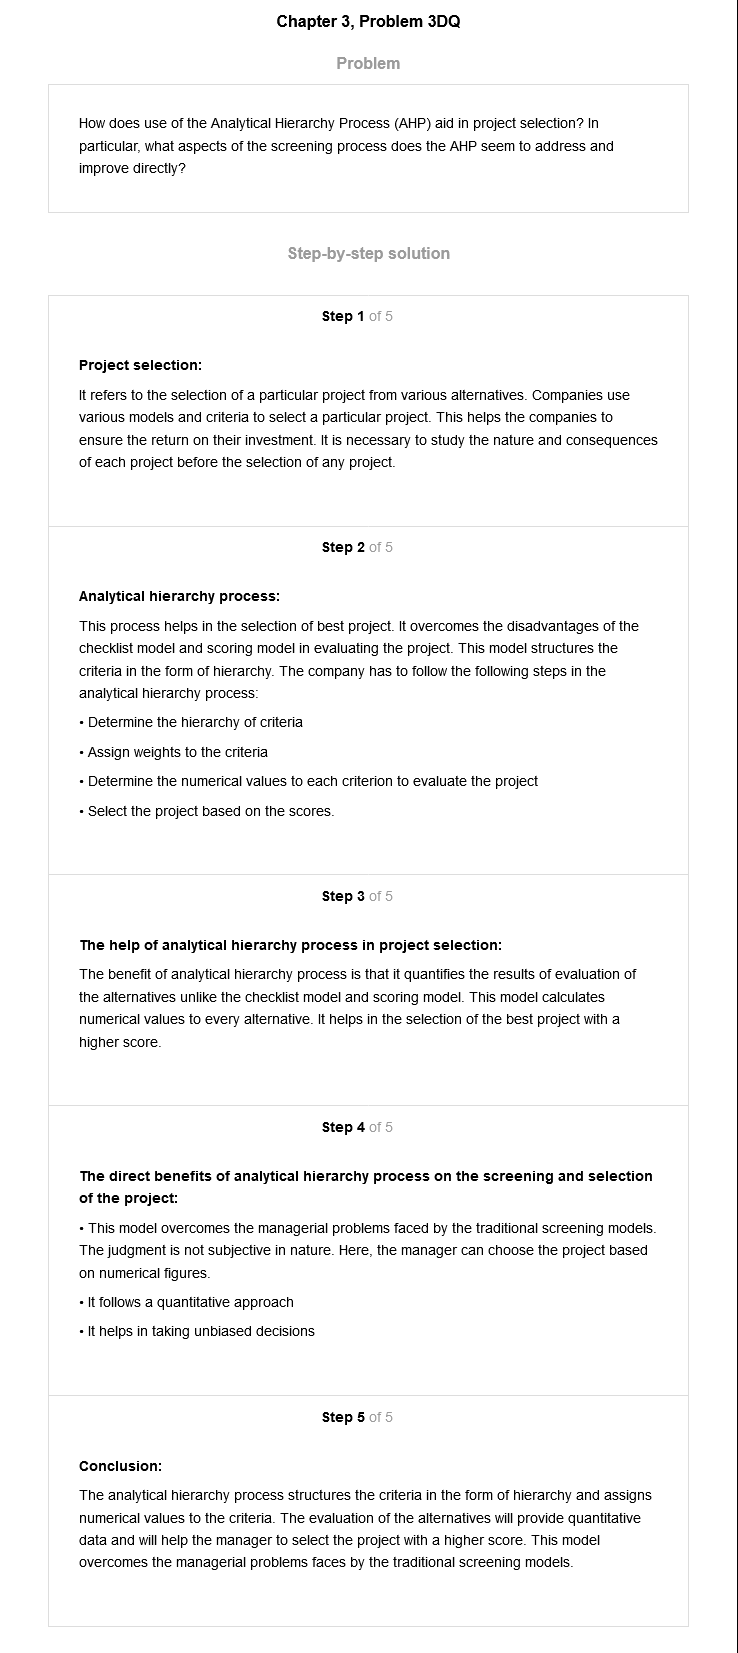 Chapter 3, Problem 3DQ
Problem
How does use of the Analytical Hierarchy Process (AHP) aid in project selection? In
particular, what aspects of the screening process does the AHP seem to address and
improve directly?
Step-by-step solution
Step 1 of 5
Project selection:
It refers to the selection of a particular project from various alternatives. Companies use
various models and criteria to select a particular project. This helps the companies to
ensure the return on their investment. It is necessary to study the nature and consequences
of each project before the selection of any project.
Step 2 of 5
Analytical hierarchy process:
This process helps in the selection of best project. It overcomes the disadvantages of the
checklist model and scoring model in evaluating the project. This model structures the
criteria in the form of hierarchy. The company has to follow the following steps in the
analytical hierarchy process:
• Determine the hierarchy of criteria
• Assign weights to the criteria
• Determine the numerical values to each criterion to evaluate the project
• Select the project based on the scores.
Step 3 of 5
The help of analytical hierarchy process in project selection:
The benefit of analytical hierarchy process is that it quantifies the results of evaluation of
the alternatives unlike the checklist model and scoring model. This model calculates
numerical values to every alternative. It helps in the selection of the best project with a
higher score.
Step 4 of 5
The direct benefits of analytical hierarchy process on the screening and selection
of the project:
• This model overcomes the managerial problems faced by the traditional screening models.
The judgment is not subjective in nature. Here, the manager can choose the project based
on numerical figures.
• It follows a quantitative approach
• It helps in taking unbiased decisions
Step 5 of 5
Conclusion:
The analytical hierarchy process structures the criteria in the form of hierarchy and assigns
numerical values to the criteria. The evaluation of the alternatives will provide quantitative
data and will help the manager to select the project with a higher score. This model
overcomes the managerial problems faces by the traditional screening models.